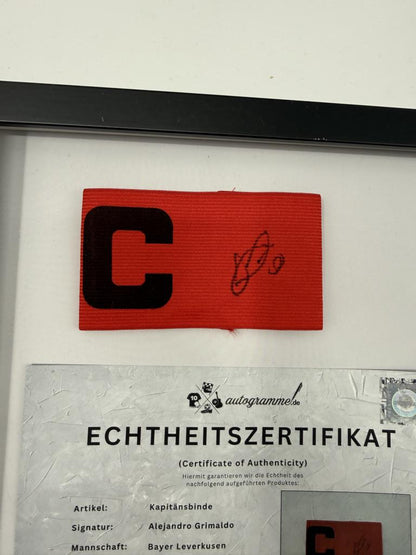 C
10
autogramme.de
ECHTHEITSZERTIFIKAT
(Certificate of Authenticity)
Hiermit garantieren wir die Echtheit des
nachfolgend aufgeführten Produktes:
Artikel: Kapitänsbinde
Signatur: Alejandro Grimaldo
Mannschaft: Bayer Leverkusen
C